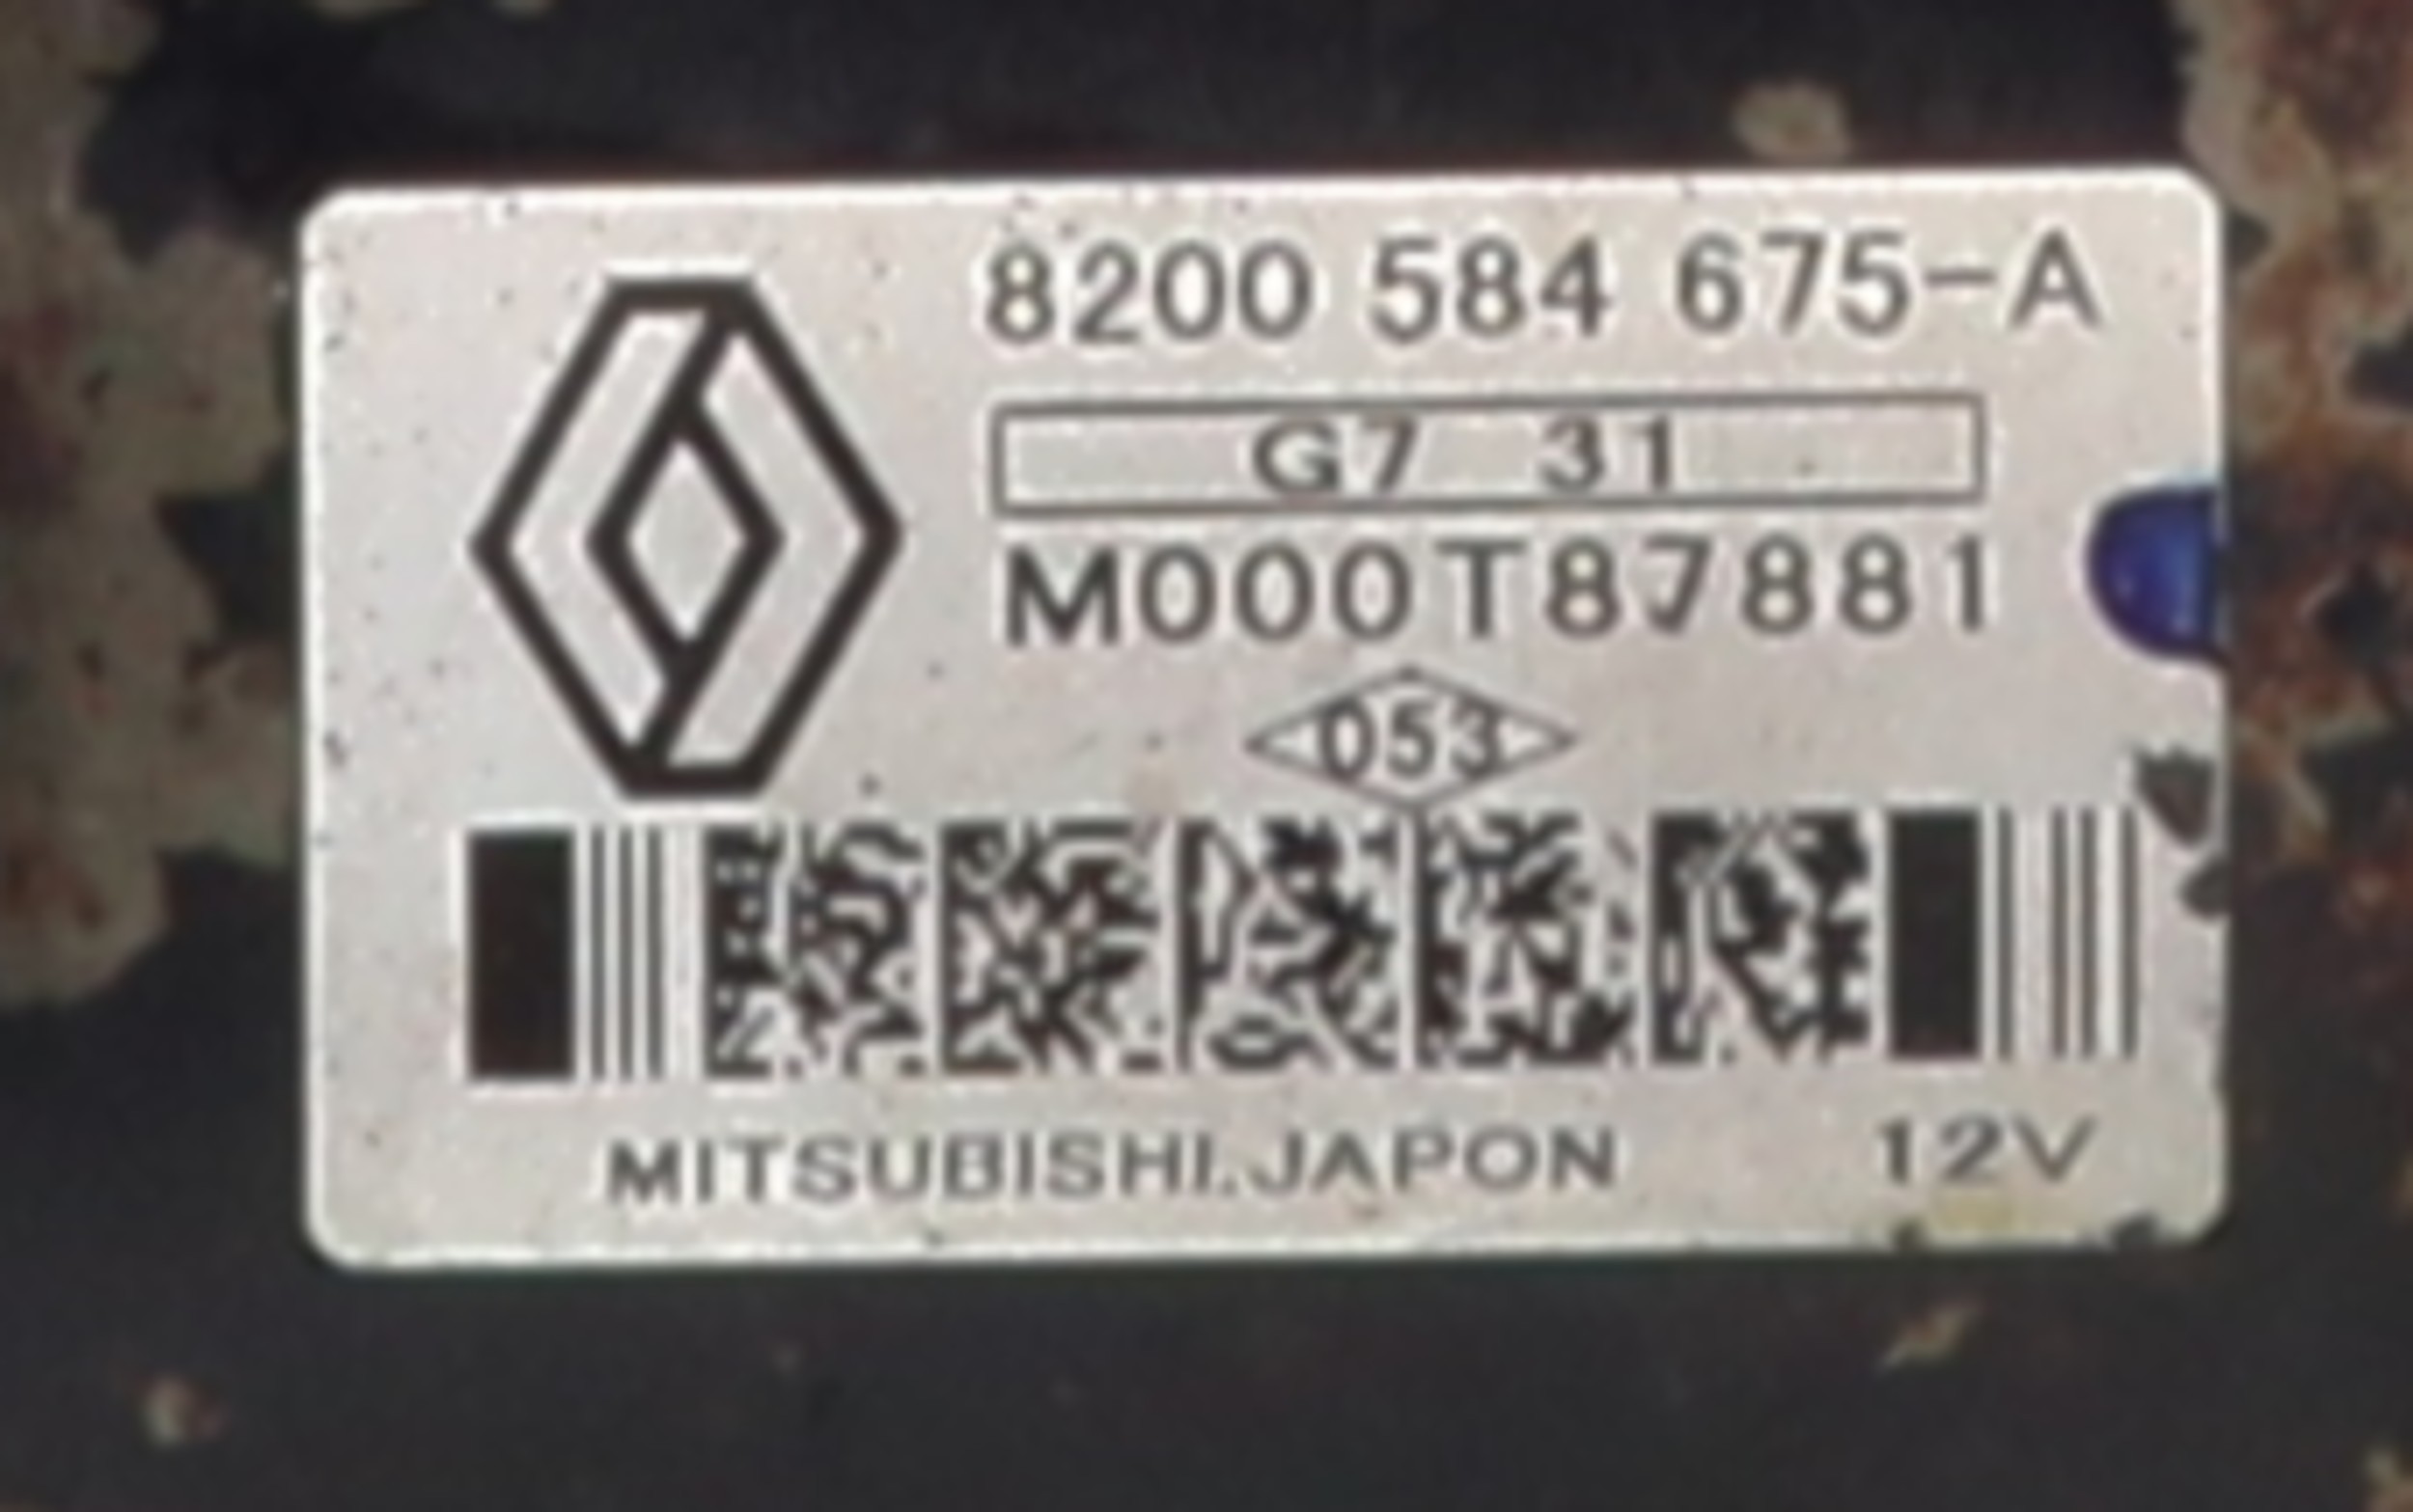 8200 584 675-A
G7 31
M000T87881
053
MITSUBISHI.JAPON 12V